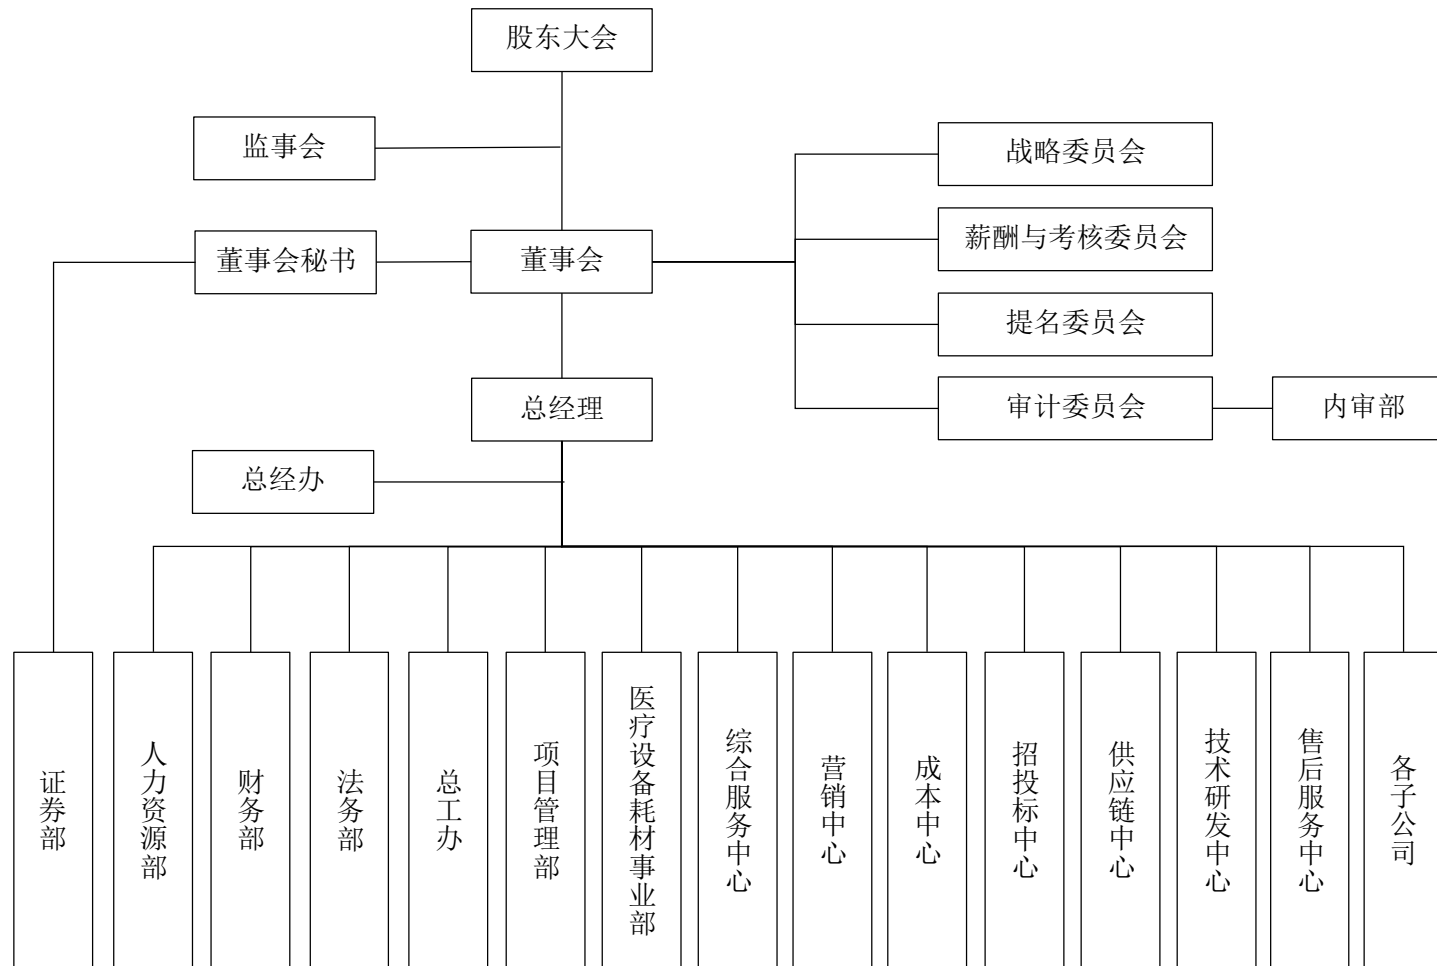 股东大会
监事会
战略委员会
薪酬与考核委员会
董事会秘书
董事会
提名委员会
总经理
审计委员会
内审部
总经办
证券部
人力资源部
财务部
法务部
总工办
项目管理部
医疗设备耗材事业部
综合服务中心
营销中心
成本中心
招投标中心
供应链中心
技术研发中心
售后服务中心
各子公司